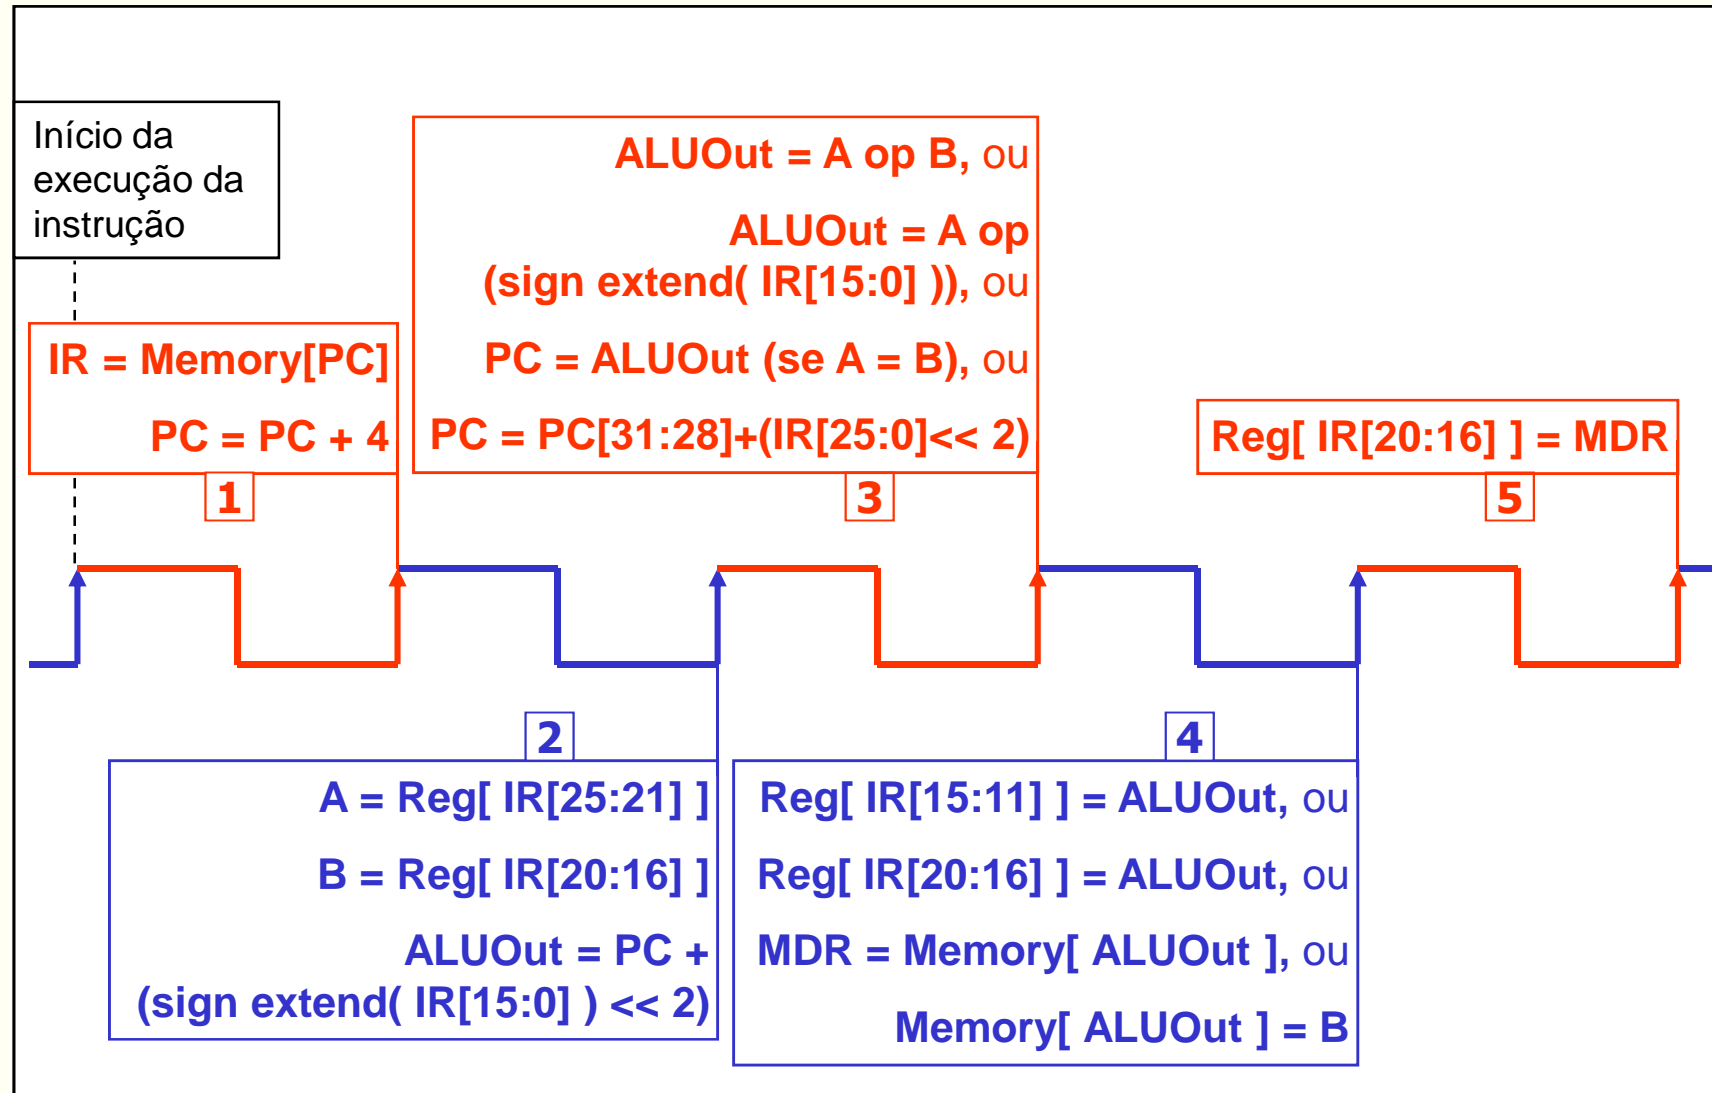 Início da
execução da
instrução
IR = Memory[PC]
PC = PC + 4
1
A = Reg[ IR[25:21] ]
B = Reg[ IR[20:16] ]
ALUOut = PC +
(sign extend( IR[15:0] ) << 2)
2
ALUOut = A op B, ou
ALUOut = A op
(sign extend( IR[15:0] )), ou
PC = ALUOut (se A = B), ou
PC = PC[31:28]+(IR[25:0]<< 2)
3
Reg[ IR[15:11] ] = ALUOut, ou
Reg[ IR[20:16] ] = ALUOut, ou
MDR = Memory[ ALUOut ], ou
Memory[ ALUOut ] = B
4
Reg[ IR[20:16] ] = MDR
5